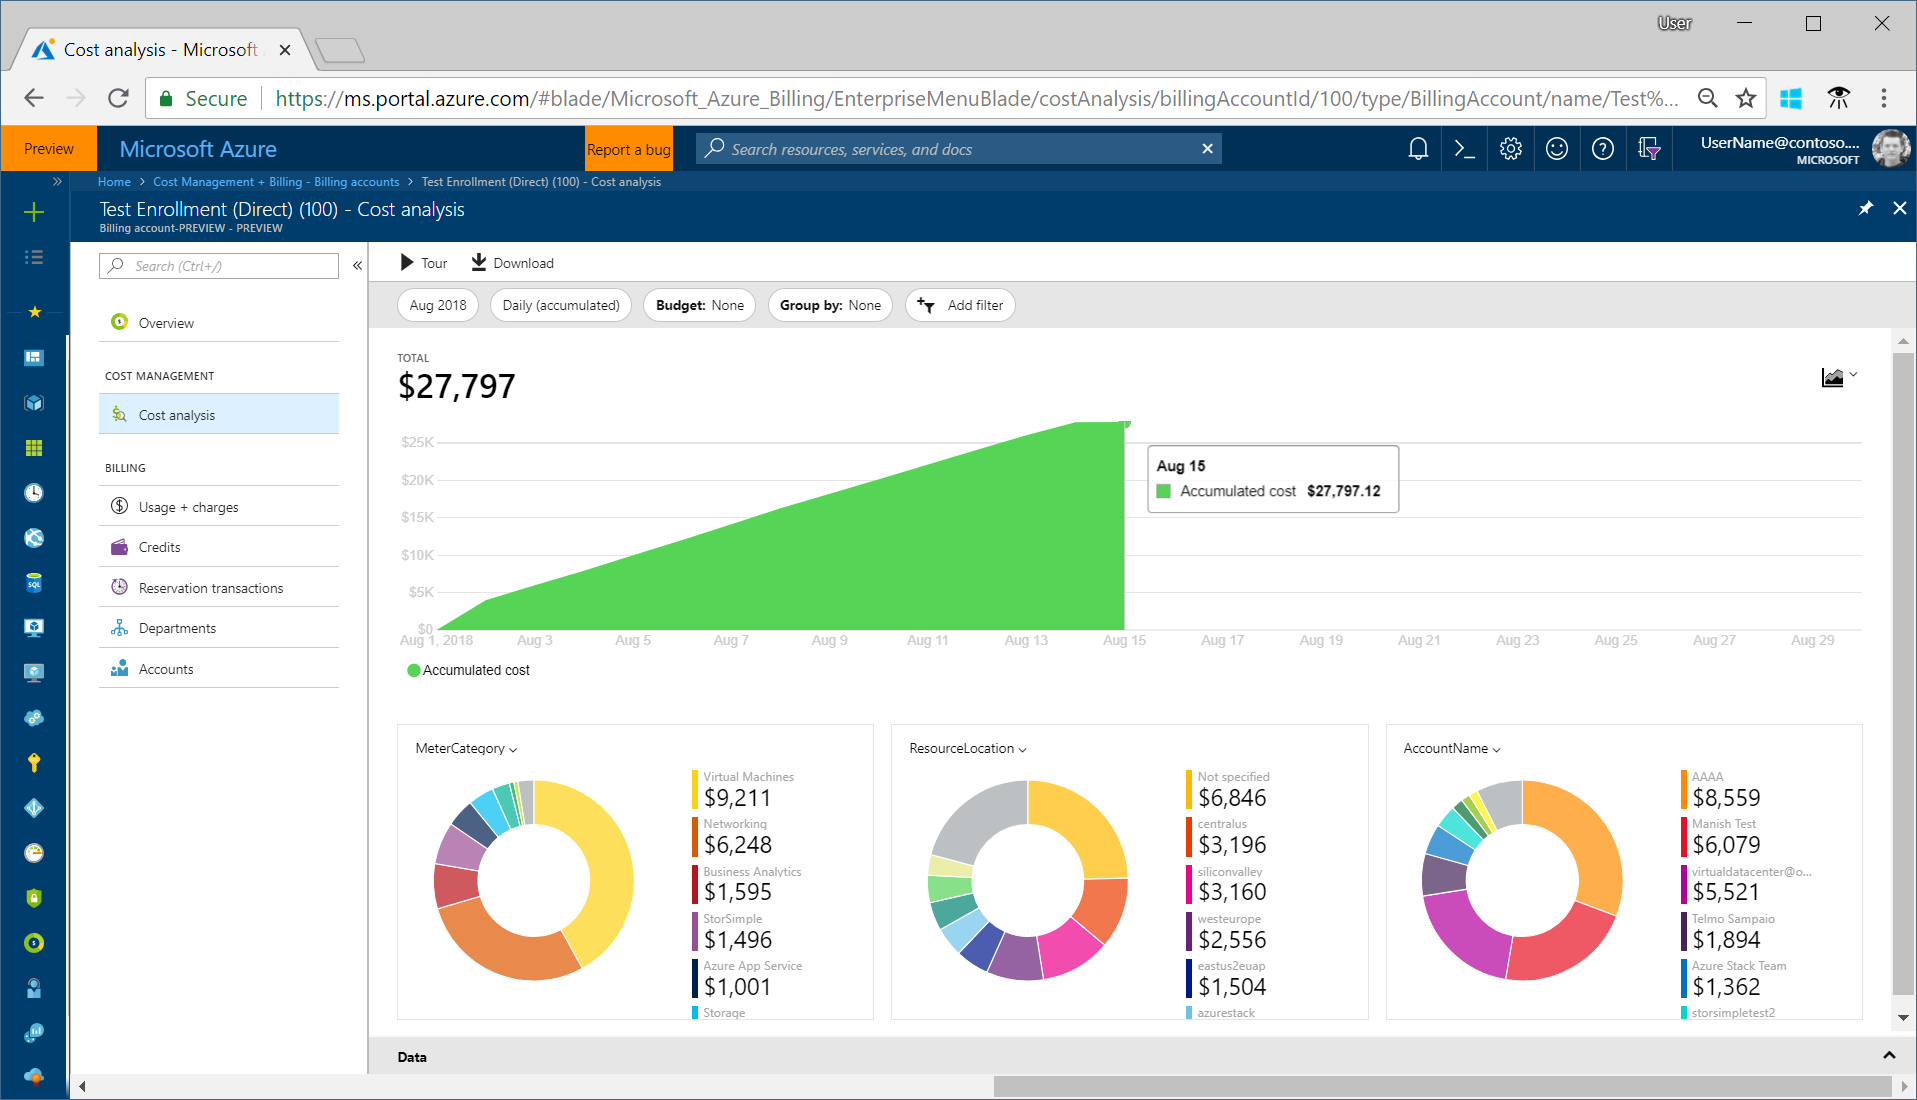 User
Cost analysis - Microsoft
Secure
https://ms.portal.azure.com/#blade/Microsoft_Azure_Billing/EnterpriseMenuBlade/costAnalysis/billingAccountId/100/type/BillingAccount/name/Test%...
Preview
Microsoft Azure
Report a bug
Search resources, services, and docs
UserName@contoso....
MICROSOFT
Home > Cost Management + Billing - Billing accounts > Test Enrollment (Direct) (100) - Cost analysis
Test Enrollment (Direct) (100) - Cost analysis
Billing account-PREVIEW - PREVIEW
Search (Ctrl+/)
Overview
COST MANAGEMENT
Cost analysis
BILLING
Usage + charges
Credits
Reservation transactions
Departments
Accounts
Tour
Download
Aug 2018
Daily (accumulated)
Budget: None
Group by: None
Add filter
TOTAL
$27,797
$25K
$20K
$15K
$10K
$5K
$0
Aug 15
Accumulated cost $27,797.12
Aug 1, 2018 Aug 3 Aug 5 Aug 7 Aug 9 Aug 11 Aug 13 Aug 15 Aug 17 Aug 19 Aug 21 Aug 23 Aug 25 Aug 27 Aug 29
Accumulated cost
MeterCategory
Virtual Machines
$9,211
Networking
$6,248
Business Analytics
$1,595
StorSimple
$1,496
Azure App Service
$1,001
Storage
ResourceLocation
Not specified
$6,846
centralus
$3,196
siliconvalley
$3,160
westeurope
$2,556
eastus2euap
$1,504
azurestack
AccountName
AAAA
$8,559
Manish Test
$6,079
virtualdatacenter@o...
$5,521
Telmo Sampaio
$1,894
Azure Stack Team
$1,362
storsimpletest2
Data